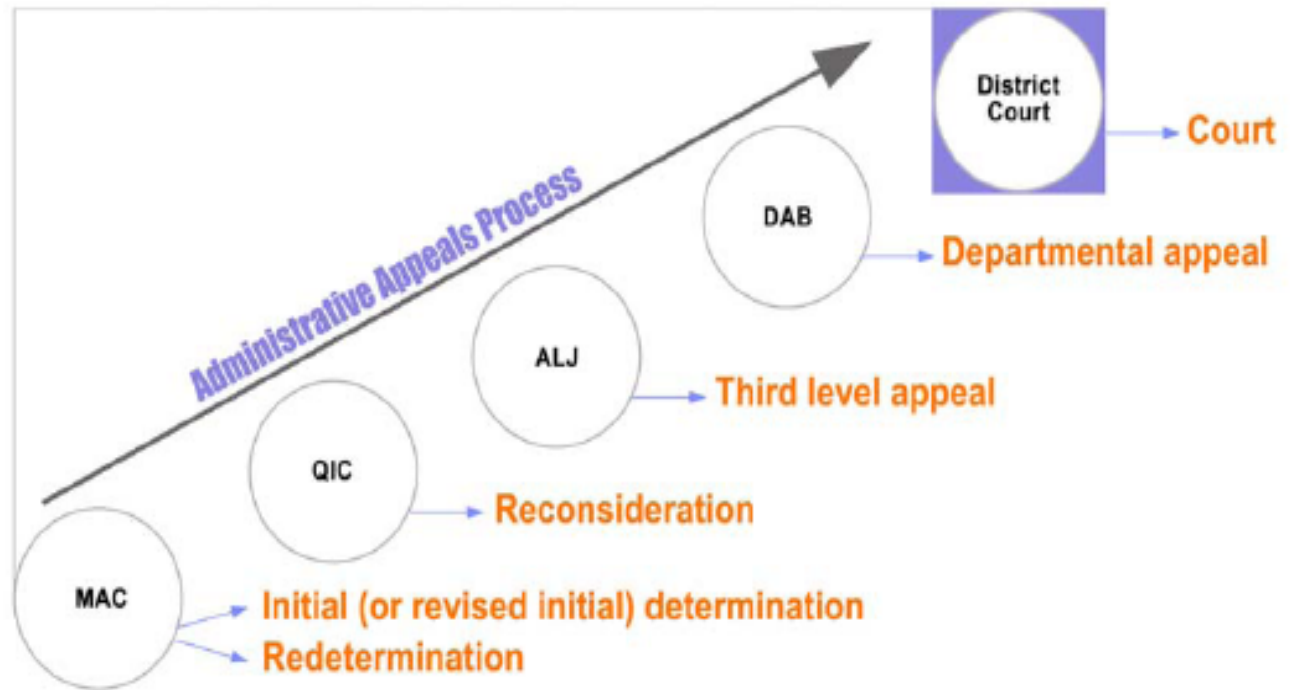 District
Court
Court
DAB
Departmental appeal
Administrative Appeals Process
ALJ
Third level appeal
QIC
Reconsideration
MAC
Initial (or revised initial) determination
Redetermination